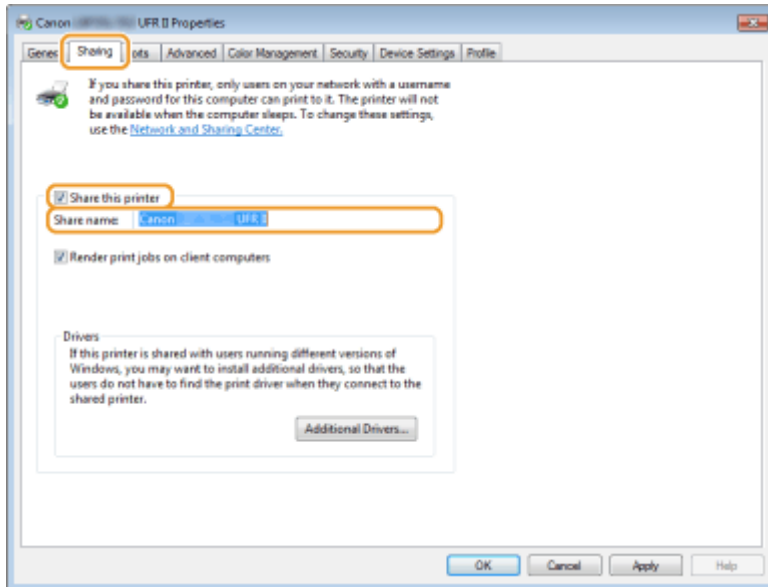 Canon UFR II Properties
Gene Sharing orts Advanced Color Management Security Device Settings Profile
If you share this printer, only users on your network with a username
and password for this computer can print to it. The printer will not
be available when the computer sleeps. To change these settings,
use the Network and Sharing Center.
Share this printer
Share name: Canon UFR II
Render print jobs on client computers
Drivers
If this printer is shared with users running different versions of
Windows, you may want to install additional drivers, so that the
users do not have to find the print driver when they connect to the
shared printer.
Additional Drivers...
OK Cancel Apply Help